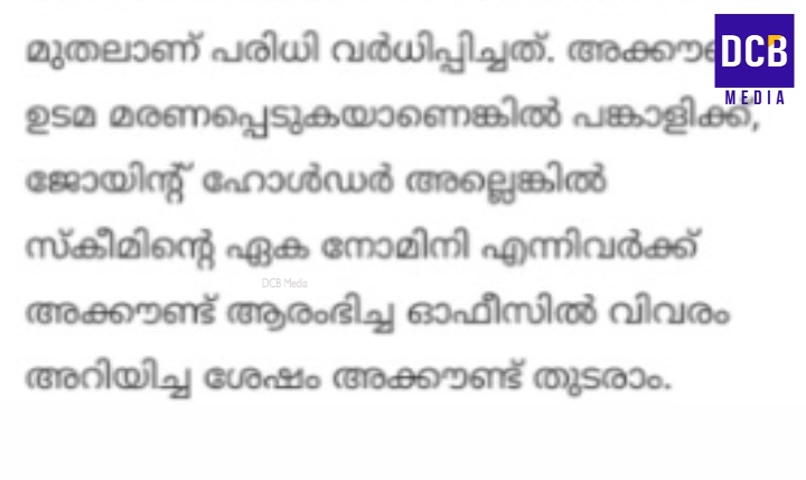 മുതലാണ് പരിധി വർധിപ്പിച്ചത്.
DCB
MEDIA
ഉടമ മരണപ്പെടുകയാണെങ്കിൽ പങ്കാളിക്ക്,
ജോയിന്റ് ഹോൾഡർ അല്ലെങ്കിൽ
സ്കീമിന്റെ ഏക നോമിനി എന്നിവർക്ക്
DCB Media
അക്കൗണ്ട് ആരംഭിച്ച ഓഫീസിൽ വിവരം
അറിയിച്ച ശേഷം അക്കൗണ്ട് തുടരാം.